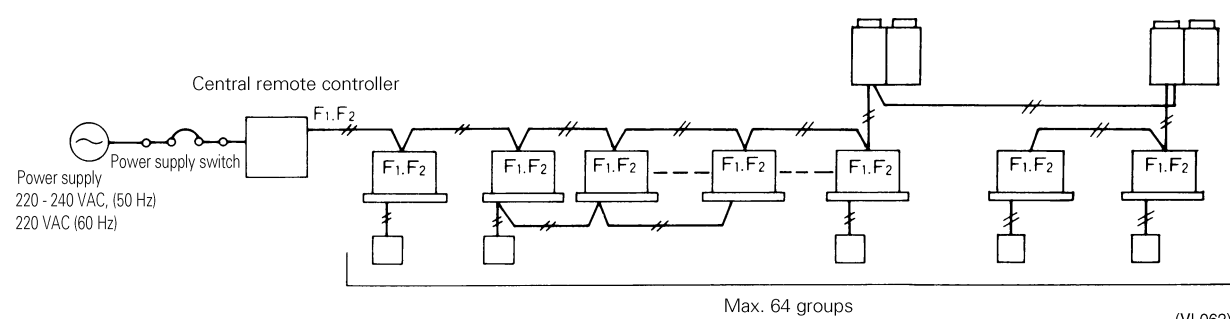 Central remote controller
F1.F2
Power supply switch
Power supply
220 - 240 VAC, (50 Hz)
220 VAC (60 Hz)
F1.F2
F1.F2
F1.F2
F1.F2
F1.F2
F1.F2
F1.F2
Max. 64 groups